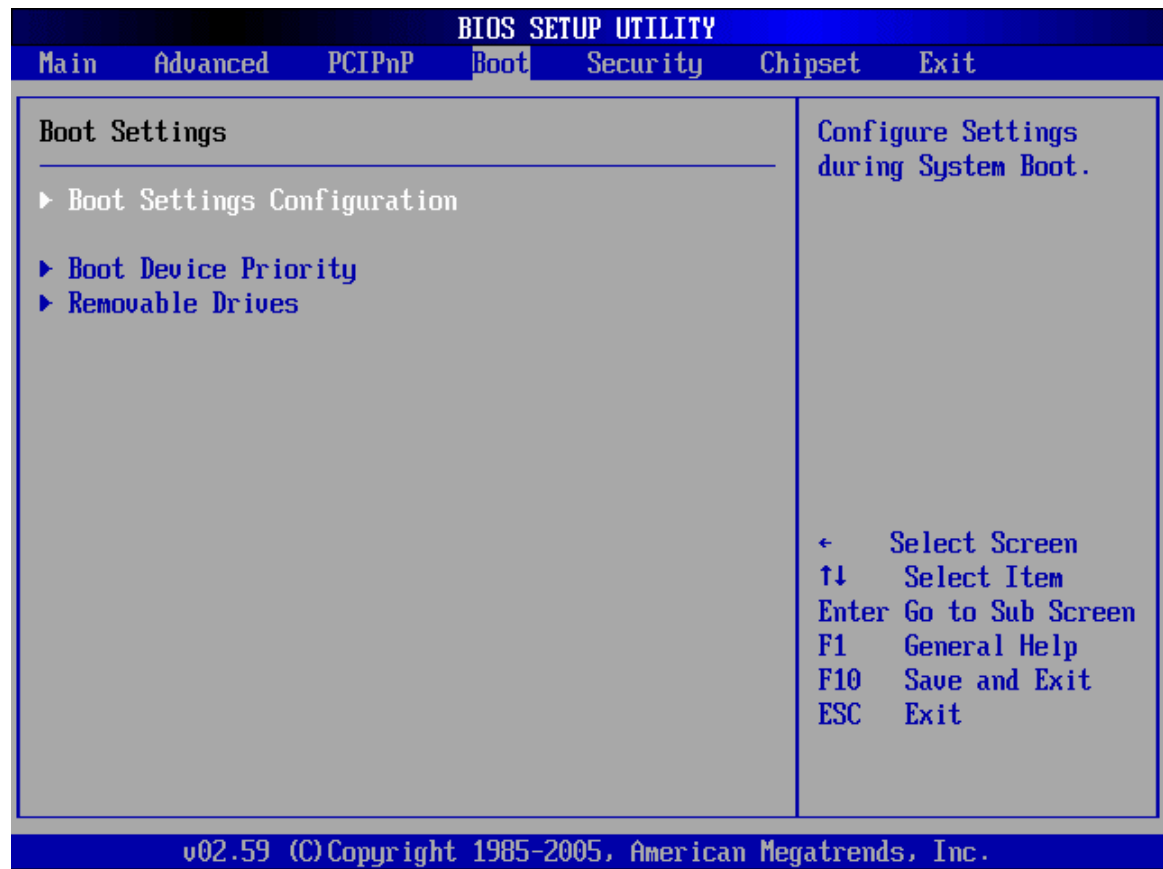 BIOS SETUP UTILITY
Main Advanced PCIPnP Boot Security Chipset Exit
Boot Settings
▶ Boot Settings Configuration
▶ Boot Device Priority
▶ Removable Drives
Configure Settings
during System Boot.
← Select Screen
↑↓ Select Item
Enter Go to Sub Screen
F1 General Help
F10 Save and Exit
ESC Exit
v02.59 (C)Copyright 1985-2005, American Megatrends, Inc.